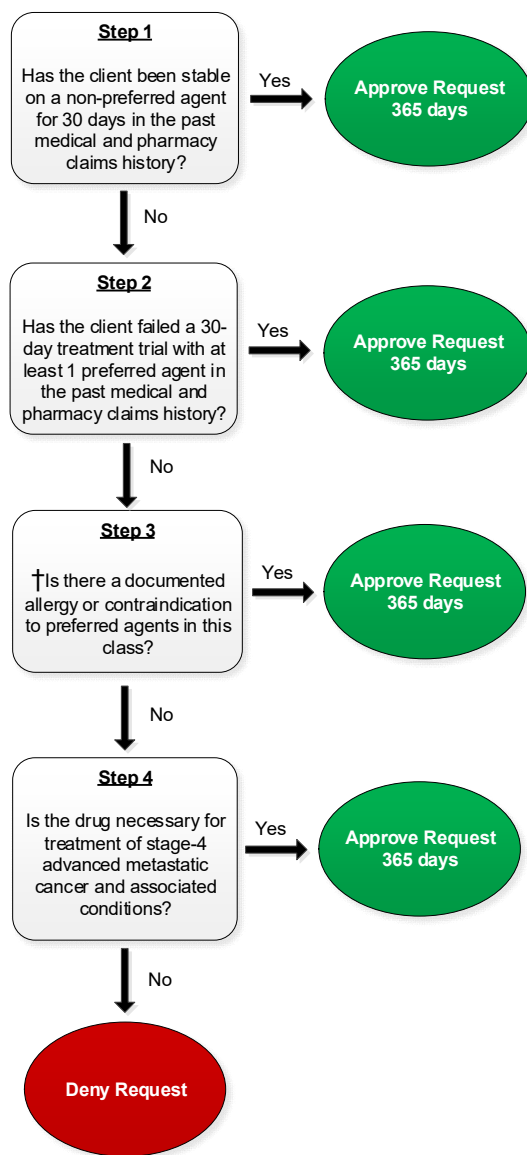 Step 1
Has the client been stable
on a non-preferred agent
for 30 days in the past
medical and pharmacy
claims history?
Yes
Approve Request
365 days
No
Step 2
Has the client failed a 30-
day treatment trial with at
least 1 preferred agent in
the past medical and
pharmacy claims history?
Yes
Approve Request
365 days
No
Step 3
†Is there a documented
allergy or contraindication
to preferred agents in this
class?
Yes
Approve Request
365 days
No
Step 4
Is the drug necessary for
treatment of stage-4
advanced metastatic
cancer and associated
conditions?
Yes
Approve Request
365 days
No
Deny Request